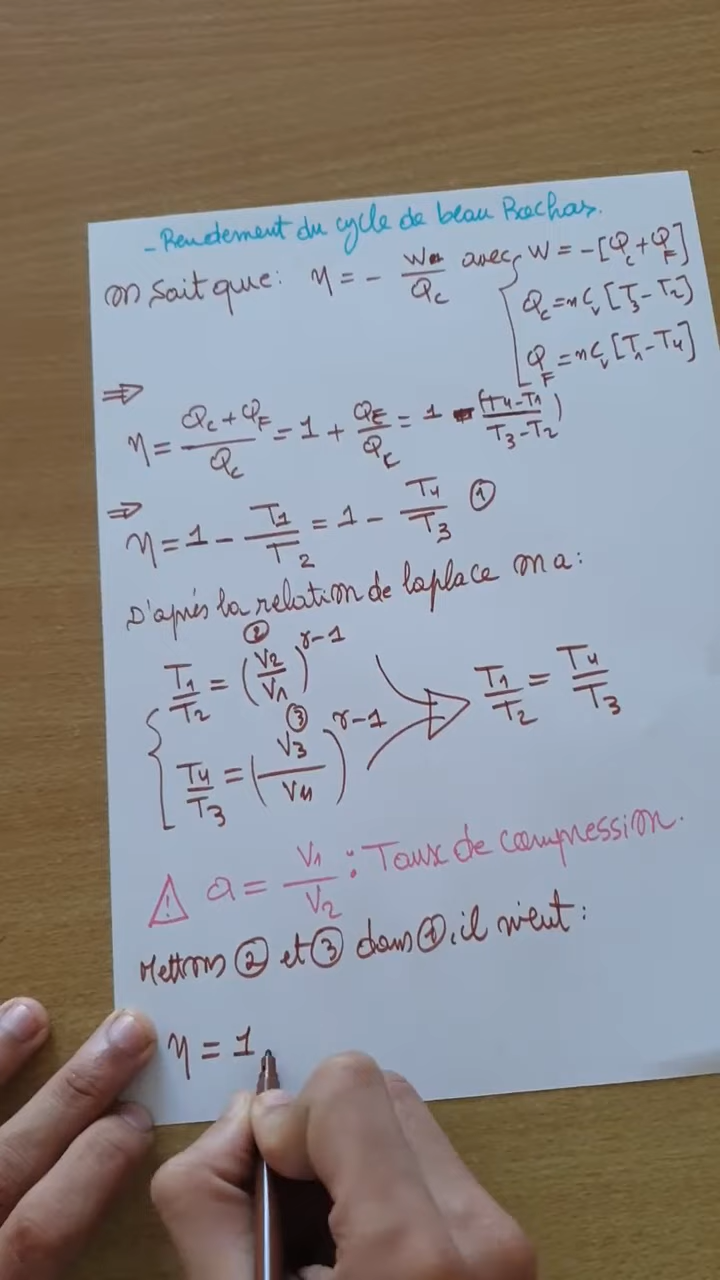 - Rendement du cycle de beau Rochas.
on sait que: η = - W/Qc avec { W = -[Qc + QF]
Qc = nCv [T3 - T2]
QF = nCv [T1 - T4]
⇒
η = (Qc + QF)/Qc = 1 + QF/Qc = 1 - (T4 - T1)/(T3 - T2)
⇒
η = 1 - T1/T2 = 1 - T4/T3 ①
D'après la relation de laplace on a:
{ T1/T2 = (V2/V1)^γ-1 ②
T4/T3 = (V3/V4)^γ-1 ③
T1/T2 = T4/T3
⚠ a = V1/V2 : Taux de compression.
Mettons ② et ③ dans ①, il vient:
η = 1